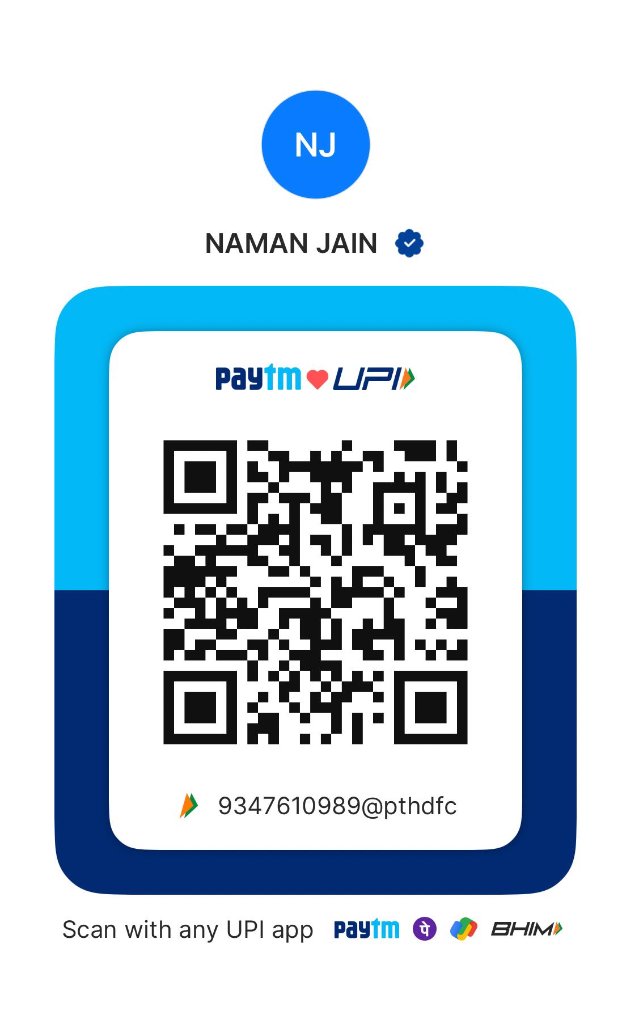 NJ
NAMAN JAIN
paytm UPI
9347610989@pthdfc
Scan with any UPI app paytm पे BHIM